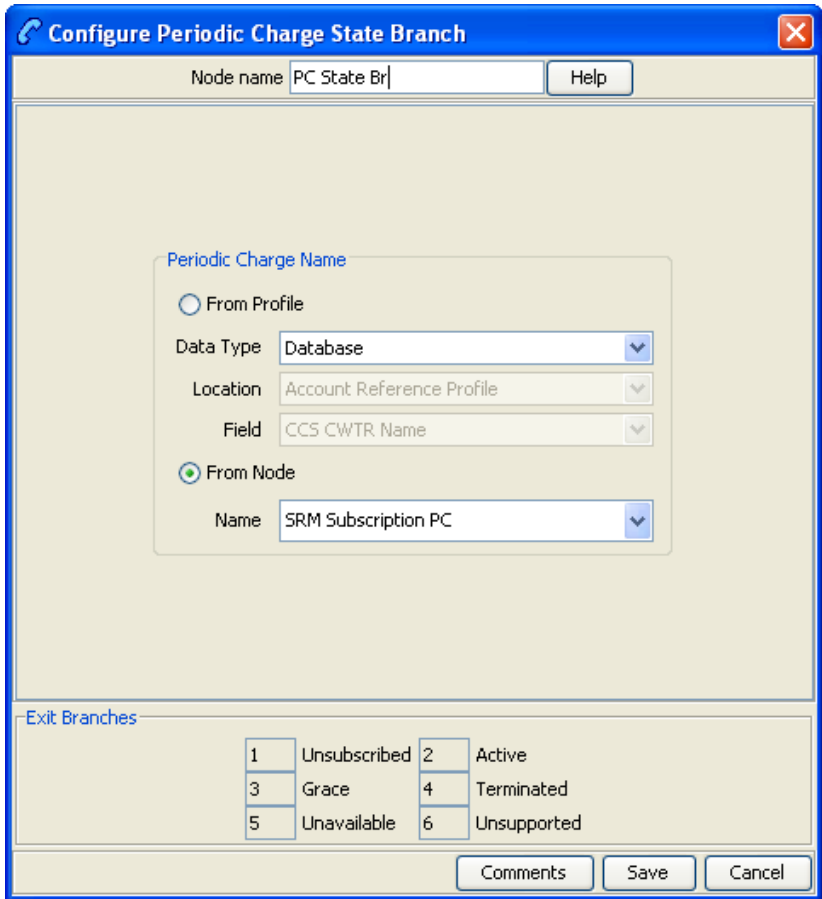 Configure Periodic Charge State Branch
Node name PC State Br Help
Periodic Charge Name
From Profile
Data Type Database
Location Account Reference Profile
Field CCS CWTR Name
From Node
Name SRM Subscription PC
Exit Branches
1 Unsubscribed 2 Active
3 Grace 4 Terminated
5 Unavailable 6 Unsupported
Comments Save Cancel